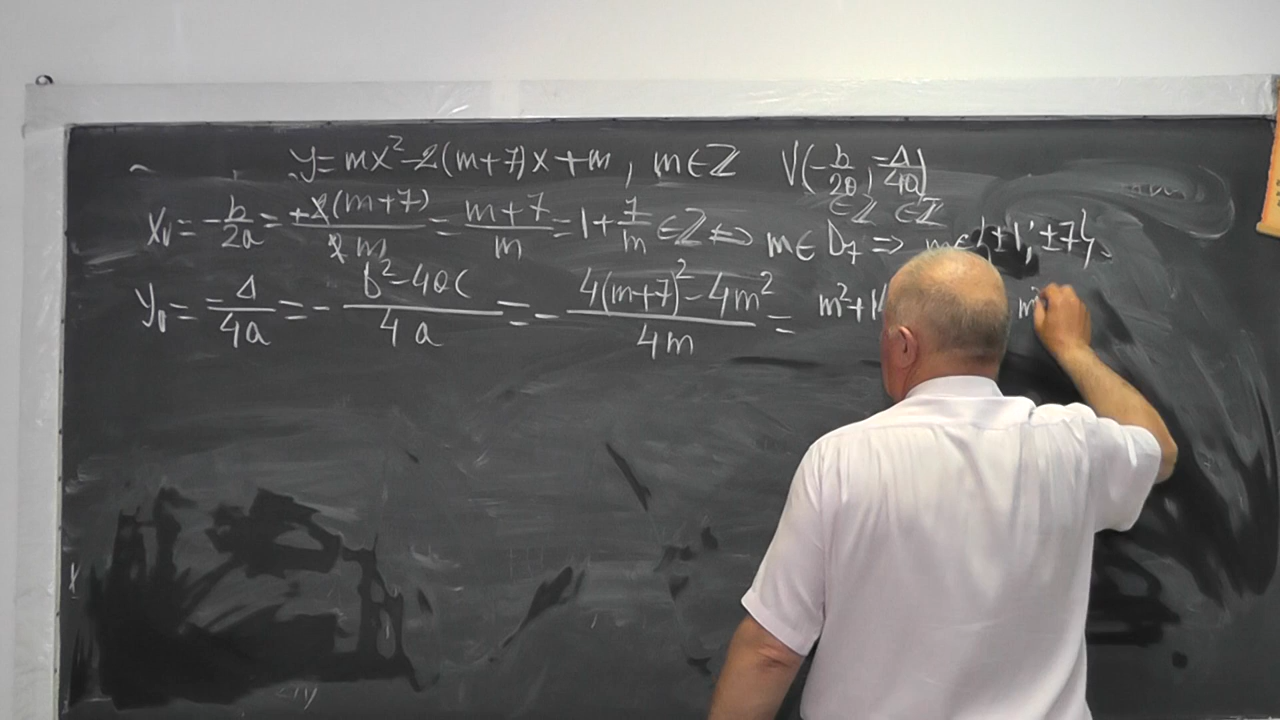 y=mx²-2(m+7)x+m, m∈ℤ V(-b/2a, -Δ/4a)
∈ℤ ∈ℤ
x_v=-b/2a=+2(m+7)/2m=m+7/m=1+7/m∈ℤ⇔m∈D₇⇒m∈{±1,±7}.
y_v=-Δ/4a=-b²-4ac/4a=-4(m+7)²-4m²/4m= m²+1